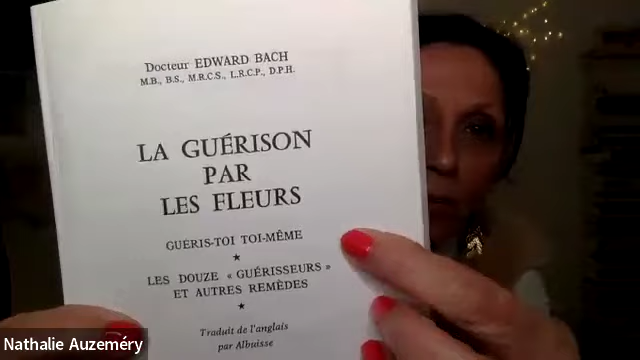 Docteur EDWARD BACH
M.B., B.S., M.R.C.S., L.R.C.P., D.P.H.
LA GUÉRISON
PAR
LES FLEURS
GUÉRIS-TOI TOI-MÊME
★
LES DOUZE « GUÉRISSEURS »
ET AUTRES REMÈDES
★
Traduit de l'anglais
par Albuisse
Nathalie Auzeméry